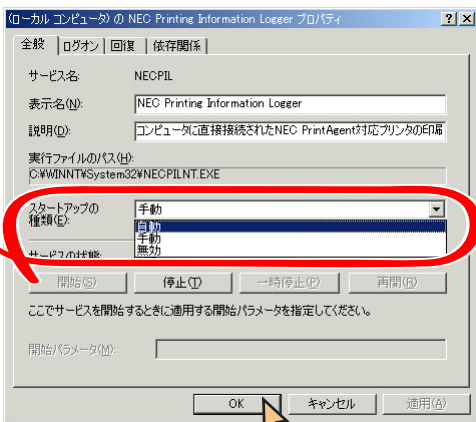 (ローカル コンピュータ) の NEC Printing Information Logger プロパティ
全般 ログオン 回復 依存関係
サービス名: NECPIL
表示名(N): NEC Printing Information Logger
説明(D): コンピュータに直接接続されたNEC PrintAgent対応プリンタの印刷
実行ファイルのパス(H):
C:¥WINNT¥System32¥NECPILNT.EXE
スタートアップの種類(E): 手動
自動
手動
無効
サービスの状態:
開始(S) 停止(T) 一時停止(P) 再開(R)
ここでサービスを開始するときに適用する開始パラメータを指定してください。
開始パラメータ(M):
OK キャンセル 適用(A)